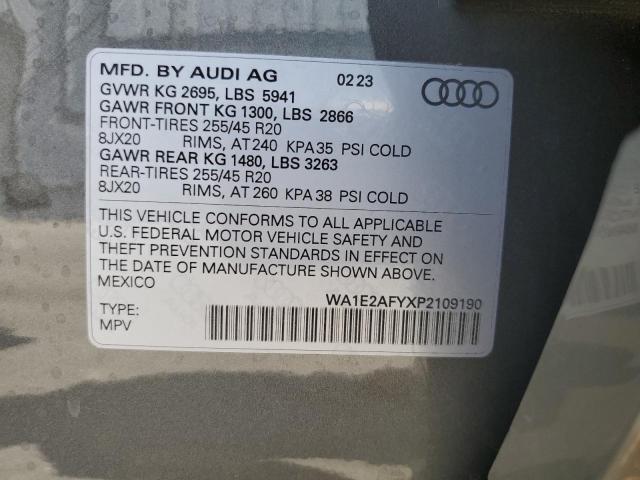 MFD. BY AUDI AG 02 23
GVWR KG 2695, LBS 5941
GAWR FRONT KG 1300, LBS 2866
FRONT-TIRES 255/45 R20
8JX20 RIMS, AT 240 KPA 35 PSI COLD
GAWR REAR KG 1480, LBS 3263
REAR-TIRES 255/45 R20
8JX20 RIMS, AT 260 KPA 38 PSI COLD
THIS VEHICLE CONFORMS TO ALL APPLICABLE
U.S. FEDERAL MOTOR VEHICLE SAFETY AND
THEFT PREVENTION STANDARDS IN EFFECT ON
THE DATE OF MANUFACTURE SHOWN ABOVE.
MEXICO
WA1E2AFYXP2109190
TYPE:
MPV